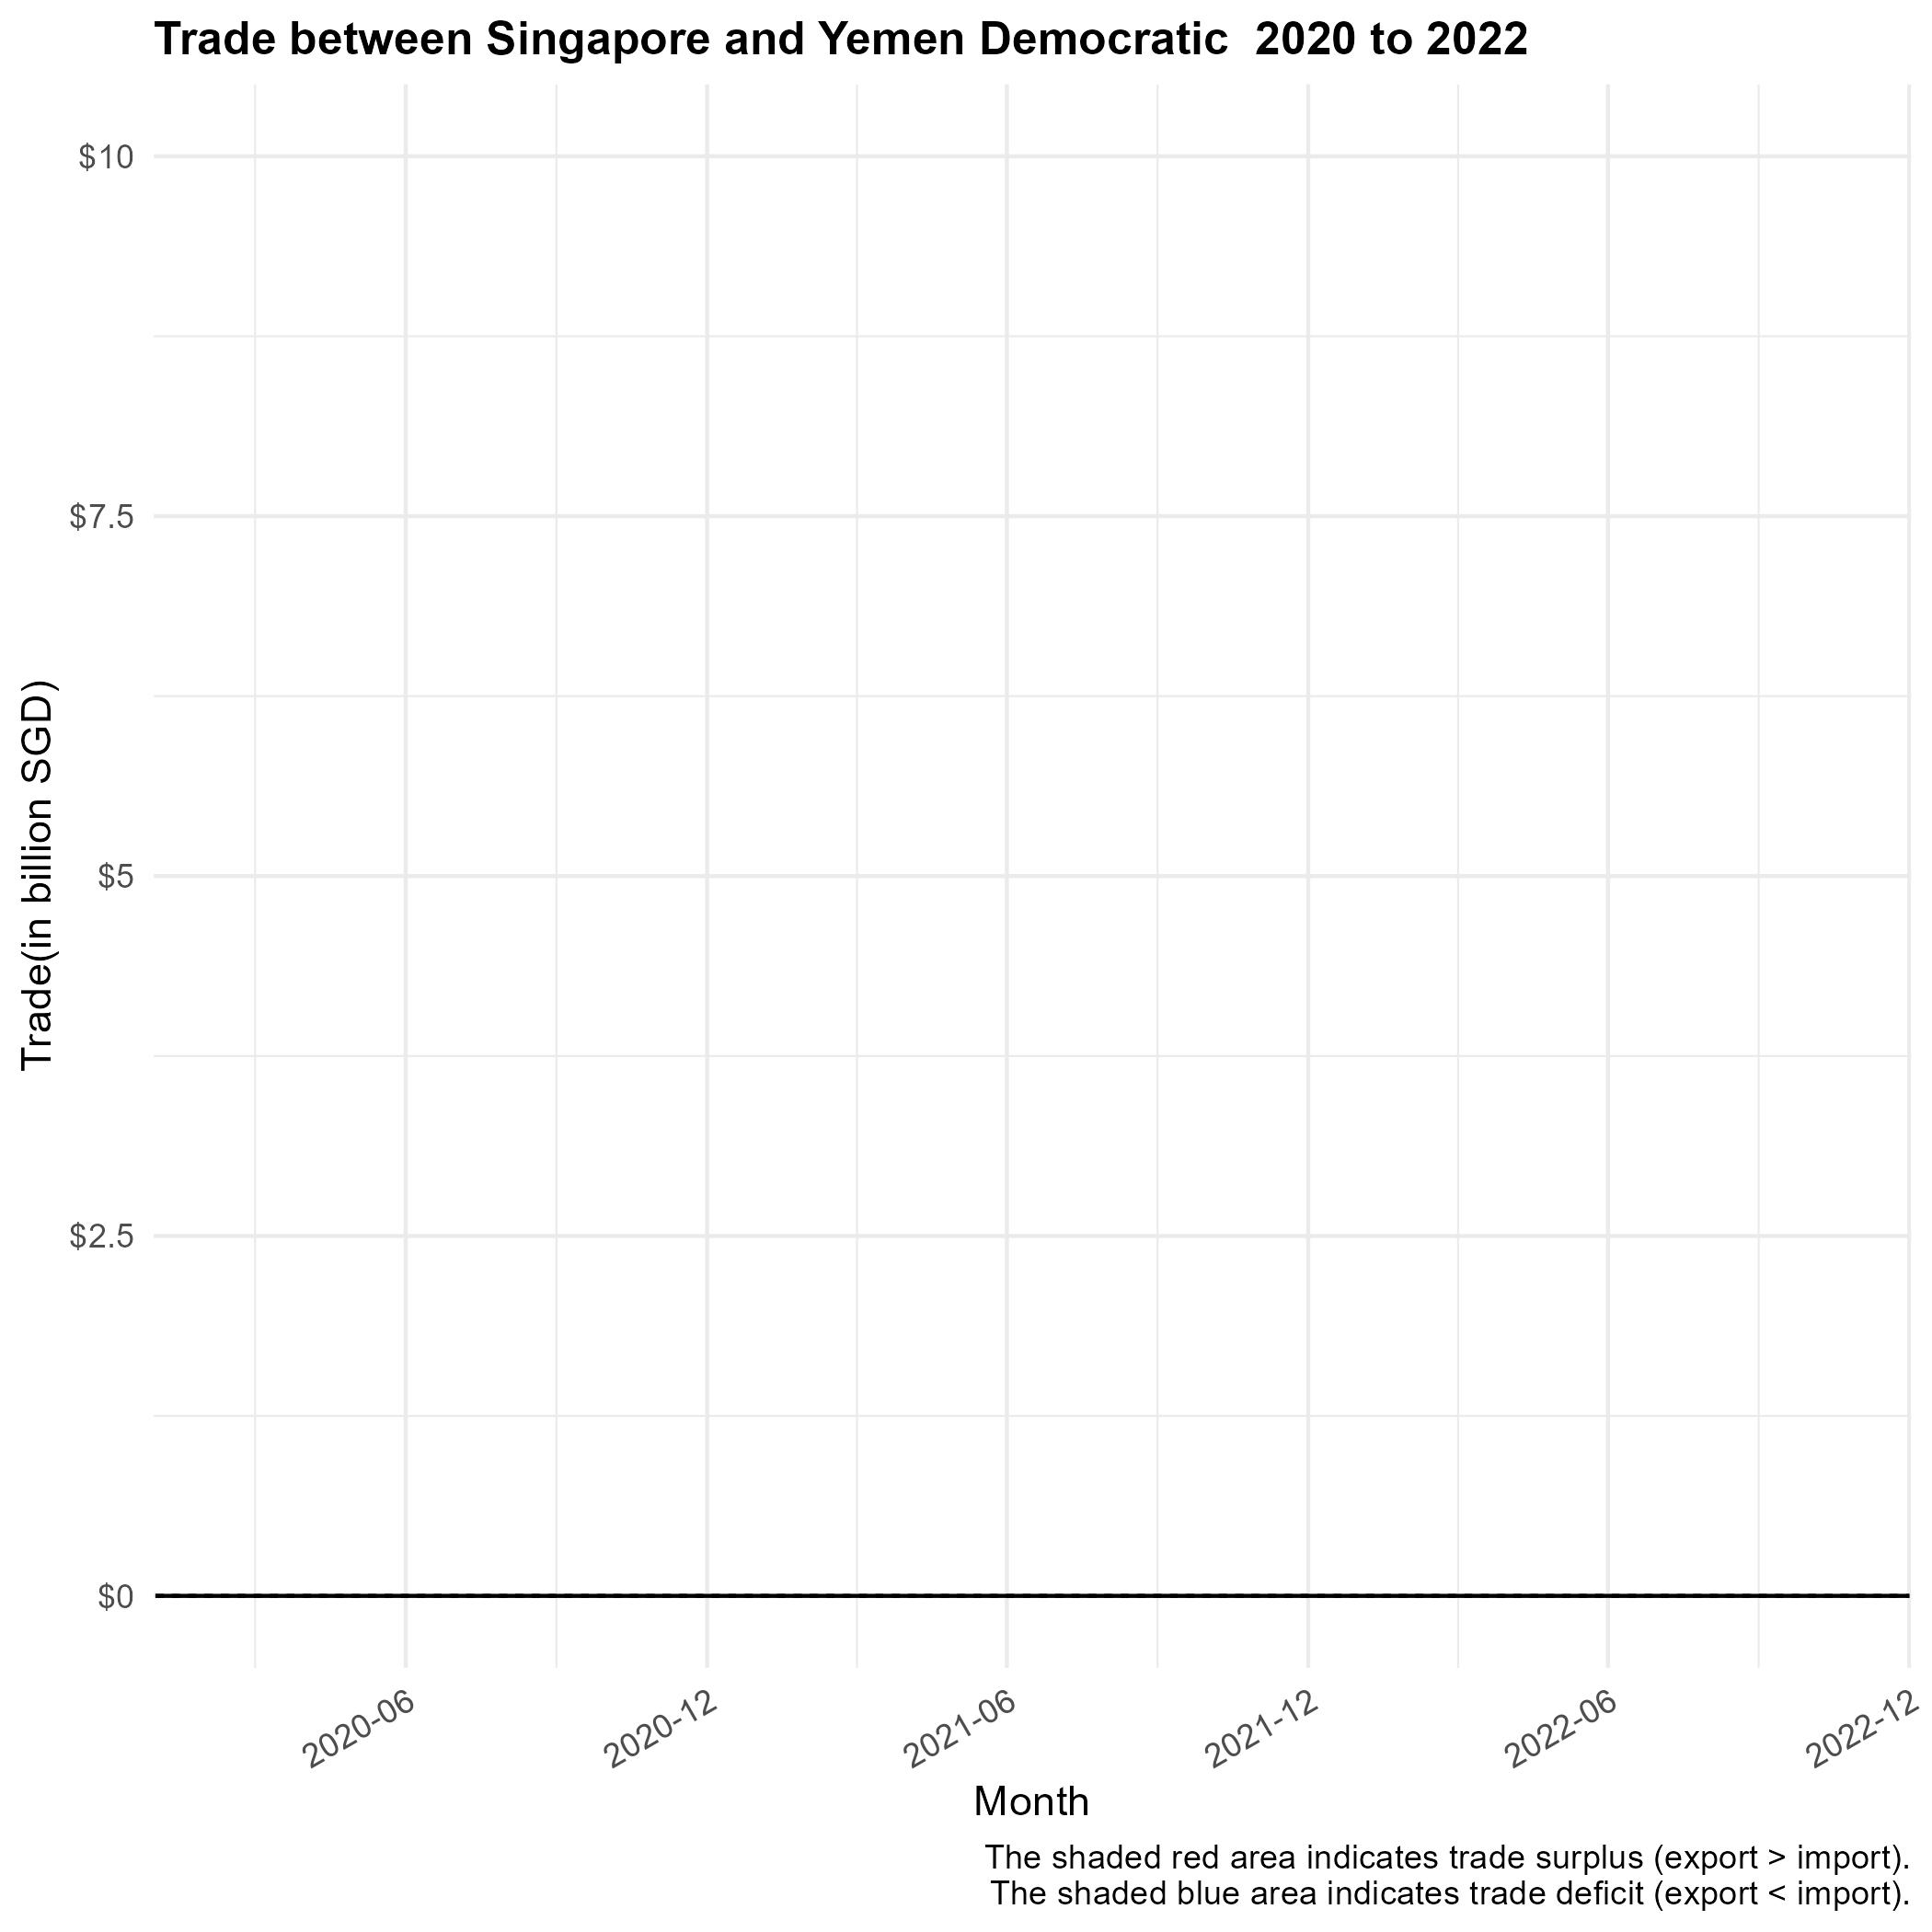 Trade between Singapore and Yemen Democratic  2020 to 2022
$10
$7.5
$5
$2.5
$0
Trade(in billion SGD)
2020-06
2020-12
2021-06
2021-12
2022-06
2022-12
Month
The shaded red area indicates trade surplus (export > import).
The shaded blue area indicates trade deficit (export < import).